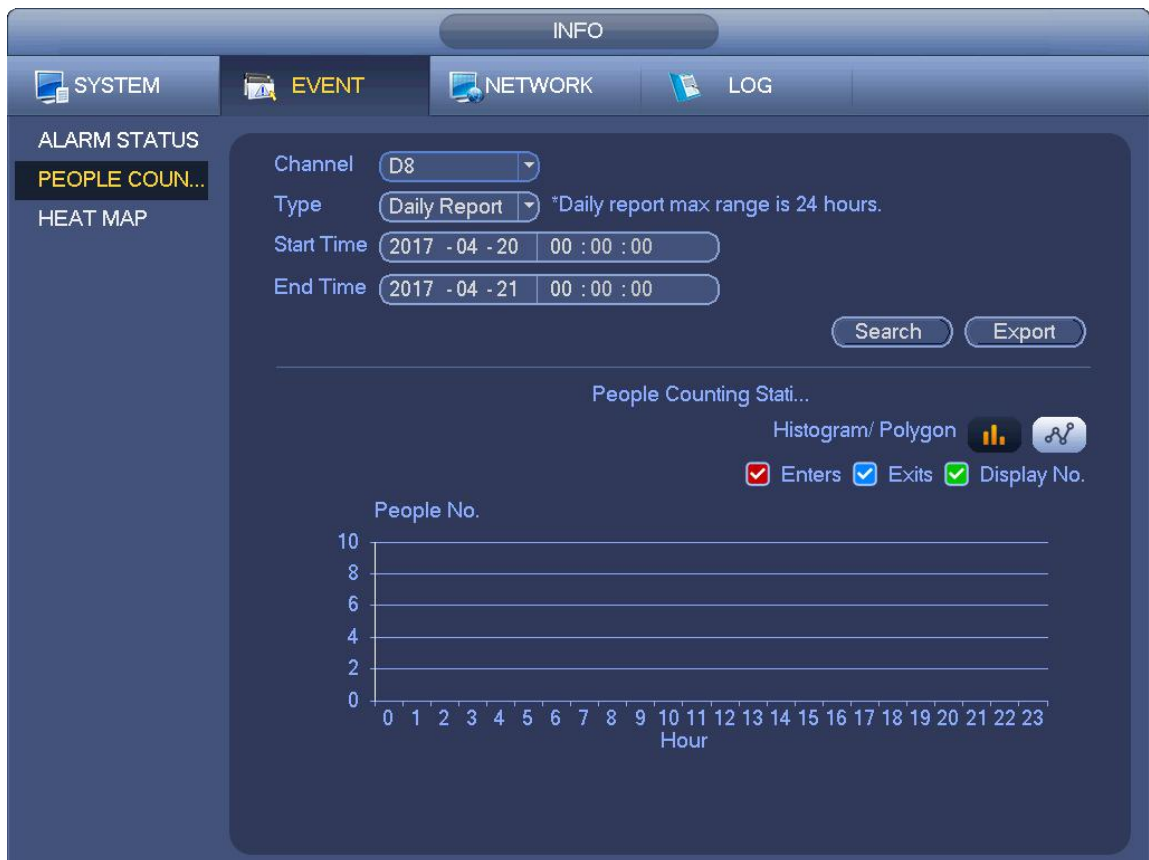 INFO
SYSTEM EVENT NETWORK LOG
ALARM STATUS
PEOPLE COUN...
HEAT MAP
Channel D8
Type Daily Report *Daily report max range is 24 hours.
Start Time 2017 - 04 - 20 00 : 00 : 00
End Time 2017 - 04 - 21 00 : 00 : 00
Search Export
People Counting Stati...
Histogram/ Polygon
Enters Exits Display No.
People No.
10
8
6
4
2
0
0 1 2 3 4 5 6 7 8 9 10 11 12 13 14 15 16 17 18 19 20 21 22 23
Hour